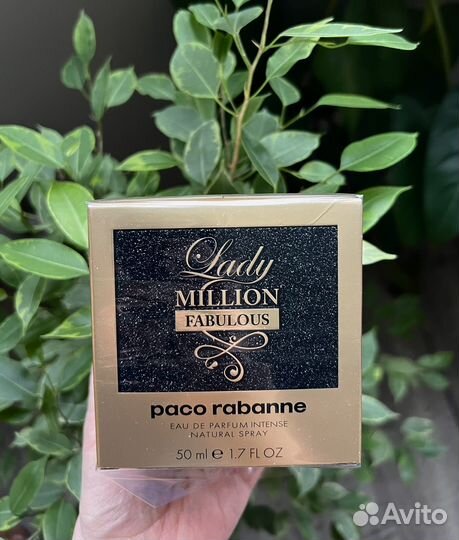 Lady
MILLION
FABULOUS
paco rabanne
EAU DE PARFUM INTENSE
NATURAL SPRAY
50 ml e 1.7 FL OZ
Avito